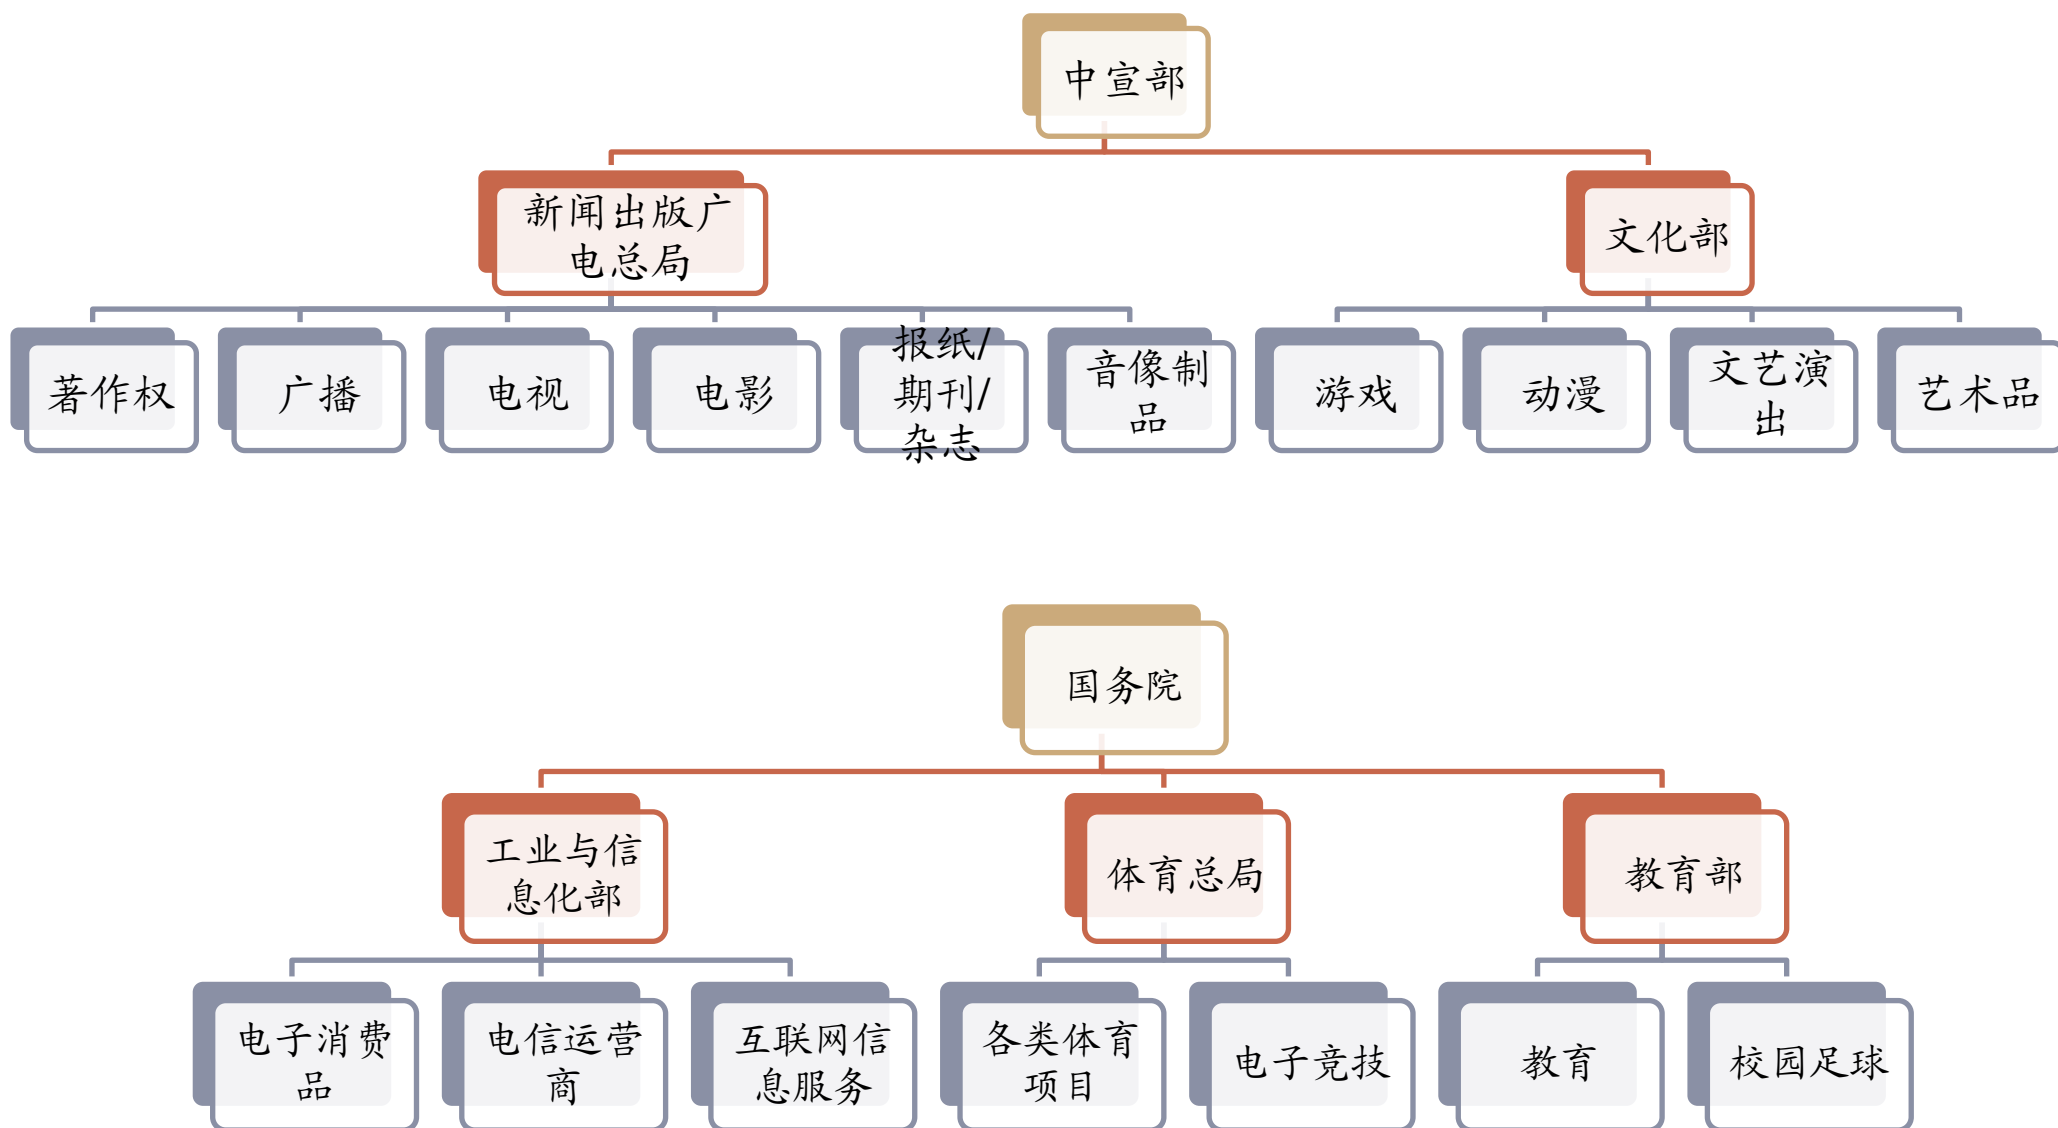 中宣部
新闻出版广
电总局
文化部
著作权
广播
电视
电影
报纸/
期刊/
杂志
音像制
品
游戏
动漫
文艺演
出
艺术品
国务院
工业与信
息化部
体育总局
教育部
电子消费
品
电信运营
商
互联网信
息服务
各类体育
项目
电子竞技
教育
校园足球